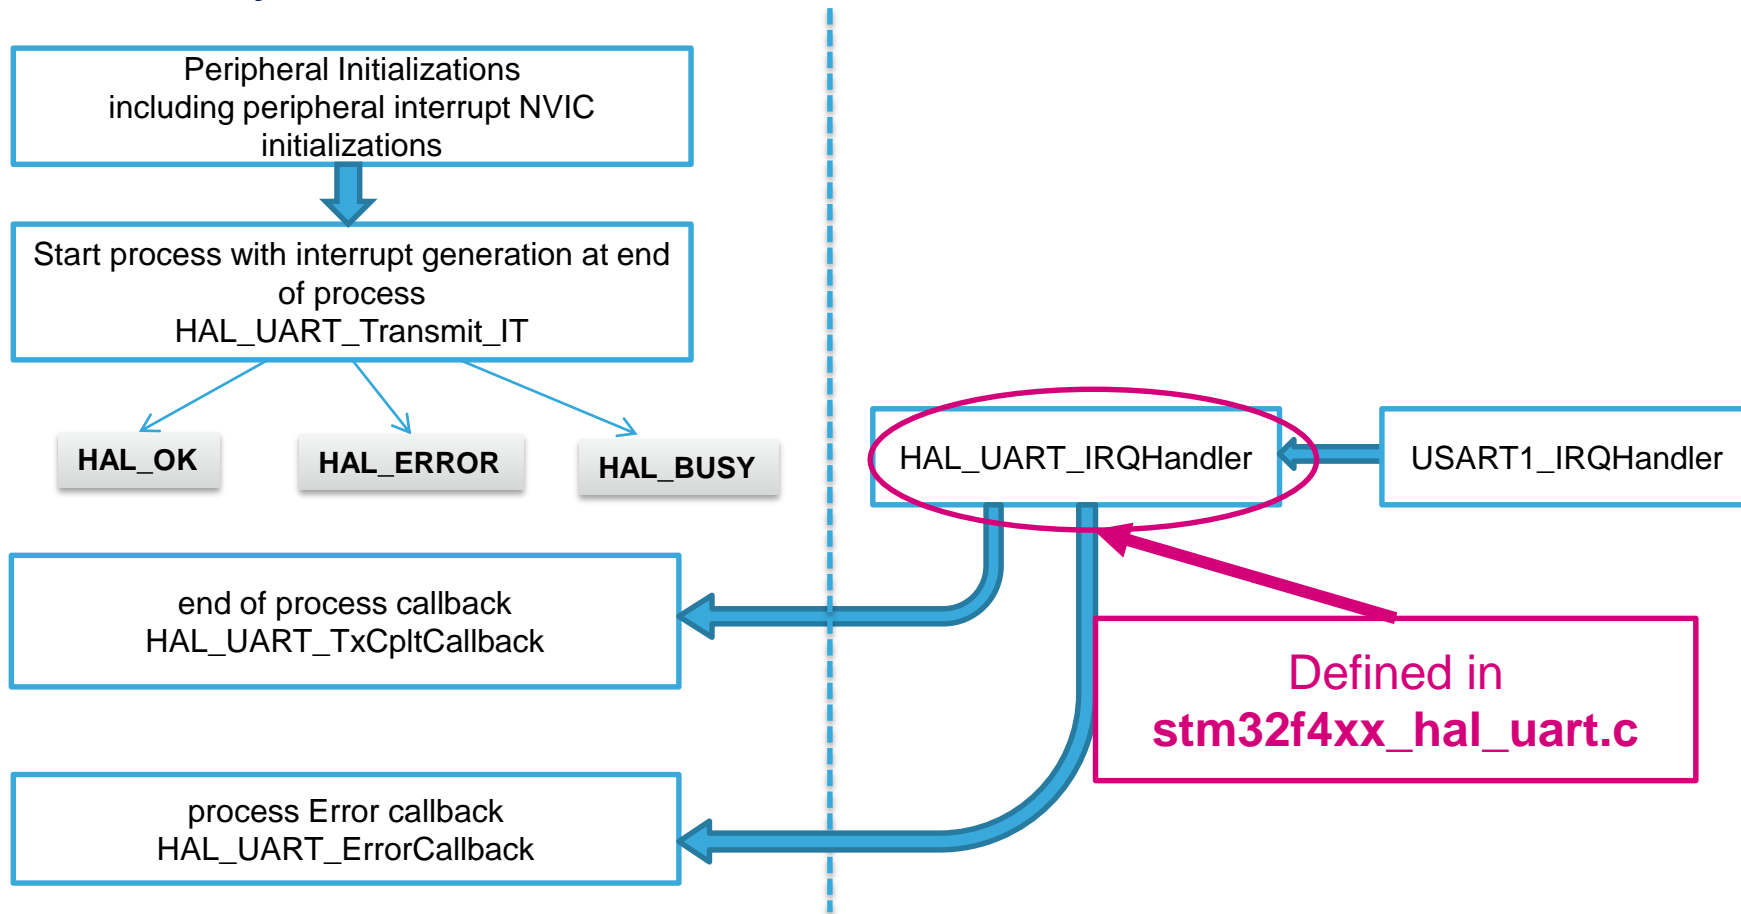 Peripheral Initializations
including peripheral interrupt NVIC
initializations
Start process with interrupt generation at end
of process
HAL_UART_Transmit_IT
HAL_OK
HAL_ERROR
HAL_BUSY
HAL_UART_IRQHandler
USART1_IRQHandler
end of process callback
HAL_UART_TxCpltCallback
Defined in
stm32f4xx_hal_uart.c
process Error callback
HAL_UART_ErrorCallback